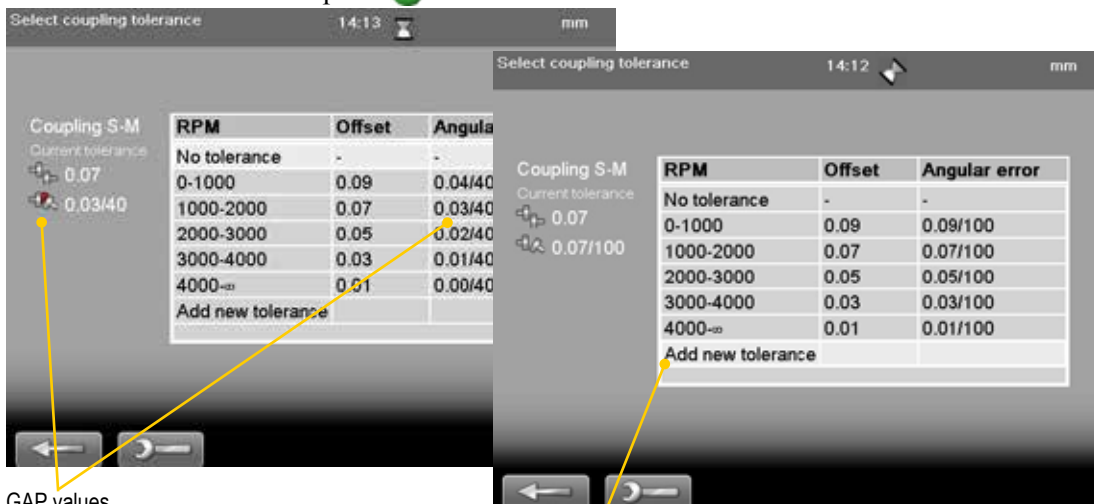 Select coupling tolerance 14:13 mm
Coupling S-M
Current tolerance
0.07
0.03/40
RPM Offset Angula
No tolerance - -
0-1000 0.09 0.04/40
1000-2000 0.07 0.03/40
2000-3000 0.05 0.02/40
3000-4000 0.03 0.01/40
4000-∞ 0.01 0.00/40
Add new tolerance
GAP values
Select coupling tolerance 14:12 mm
Coupling S-M
Current tolerance
0.07
0.07/100
RPM Offset Angular error
No tolerance - -
0-1000 0.09 0.09/100
1000-2000 0.07 0.07/100
2000-3000 0.05 0.05/100
3000-4000 0.03 0.03/100
4000-∞ 0.01 0.01/100
Add new tolerance